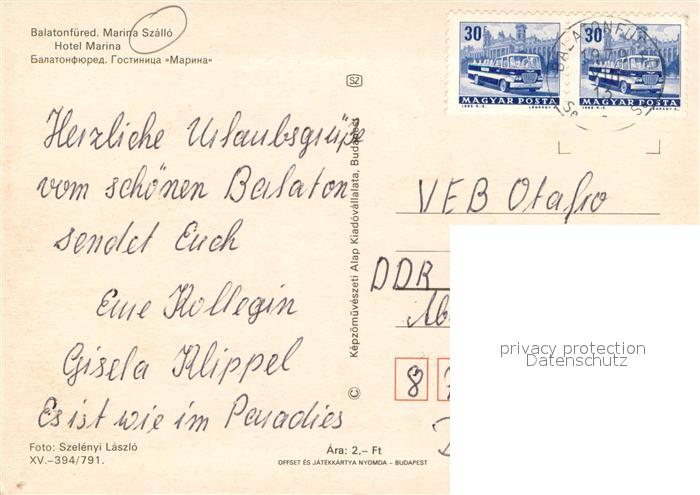 Balatonfüred. Marina Szálló
Hotel Marina
Балатонфюред. Гостиница «Марина»
30
MAGYAR POSTA
30
MAGYAR POSTA
BALATONFÜR
SZ
Herzliche Urlaubsgrüße
vom schönen Balaton
sendet Euch
Eure Kollegin
Gisela Klippel
Es ist wie im Paradies
Képzőművészeti Alap Kiadóvállalata, Budapest
©
VEB Otafo
DDR
8
privacy protection
Datenschutz
Foto: Szelényi László
XV.–394/791.
Ára: 2,– Ft
OFFSET ÉS JÁTÉKKÁRTYA NYOMDA – BUDAPEST